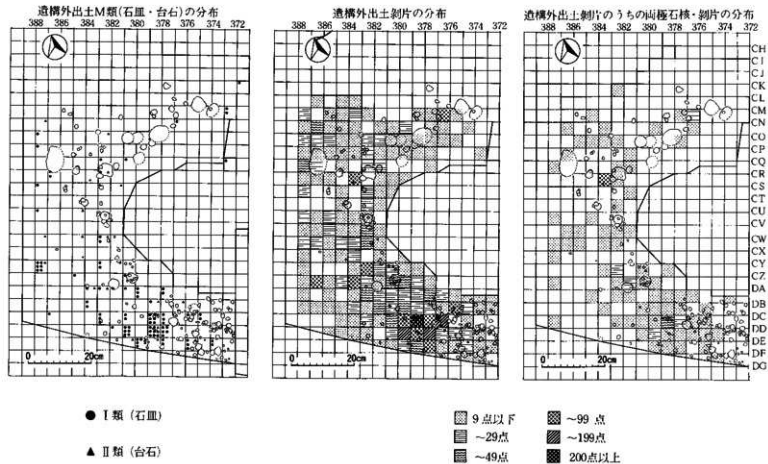 遺構外出土M類(石皿・台石)の分布
388 386 384 382 380 378 376 374 372
0 20cm
遺構外出土剝片の分布
388 386 384 382 380 378 376 374 372
0 20cm
遺構外出土剝片のうちの両極石核・剝片の分布
388 386 384 382 380 378 376 374 372
CH
CI
CJ
CK
CL
CM
CN
CO
CP
CQ
CR
CS
CT
CU
CV
CW
CX
CY
CZ
DA
DB
DC
DD
DE
DF
DG
0 20cm
● I類(石皿)
▲ II類(台石)
9点以下
~29点
~49点
~99点
~199点
200点以上